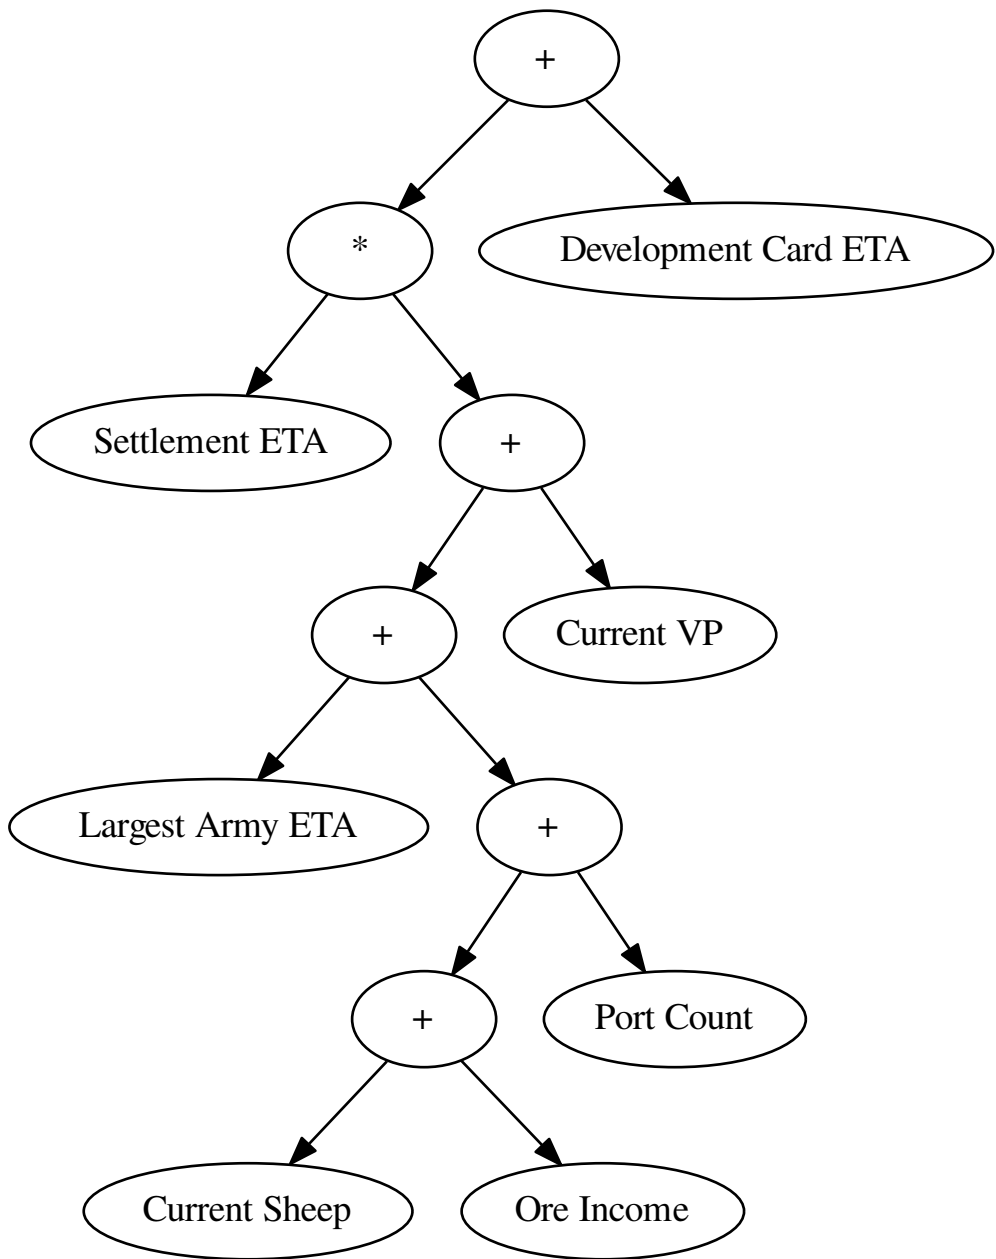 +
*
Development Card ETA
Settlement ETA
+
+
Current VP
Largest Army ETA
+
+
Port Count
Current Sheep
Ore Income